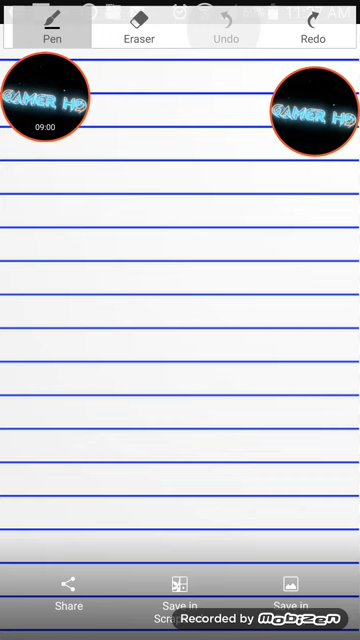 Pen Eraser Undo Redo
GAMER HD
09:00
GAMER HD
Share Save in Save in
Recorded by MOBIZEN